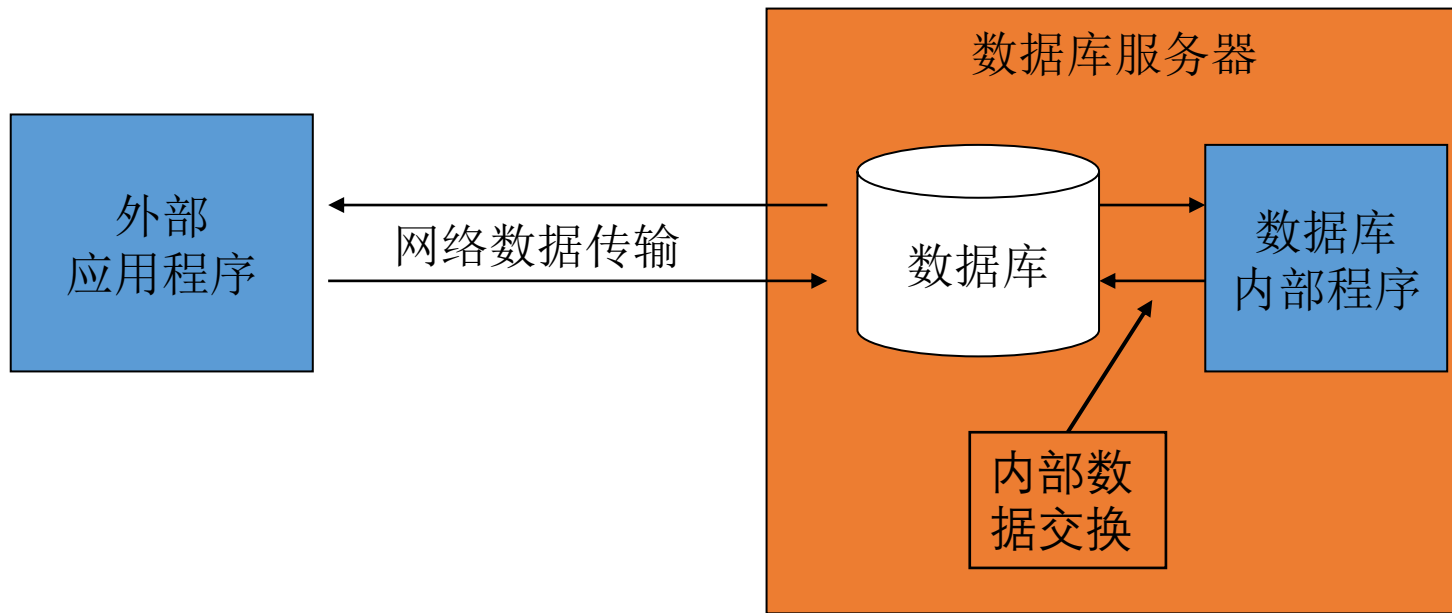 数据库服务器
外部
应用程序
网络数据传输
数据库
数据库
内部程序
内部数
据交换